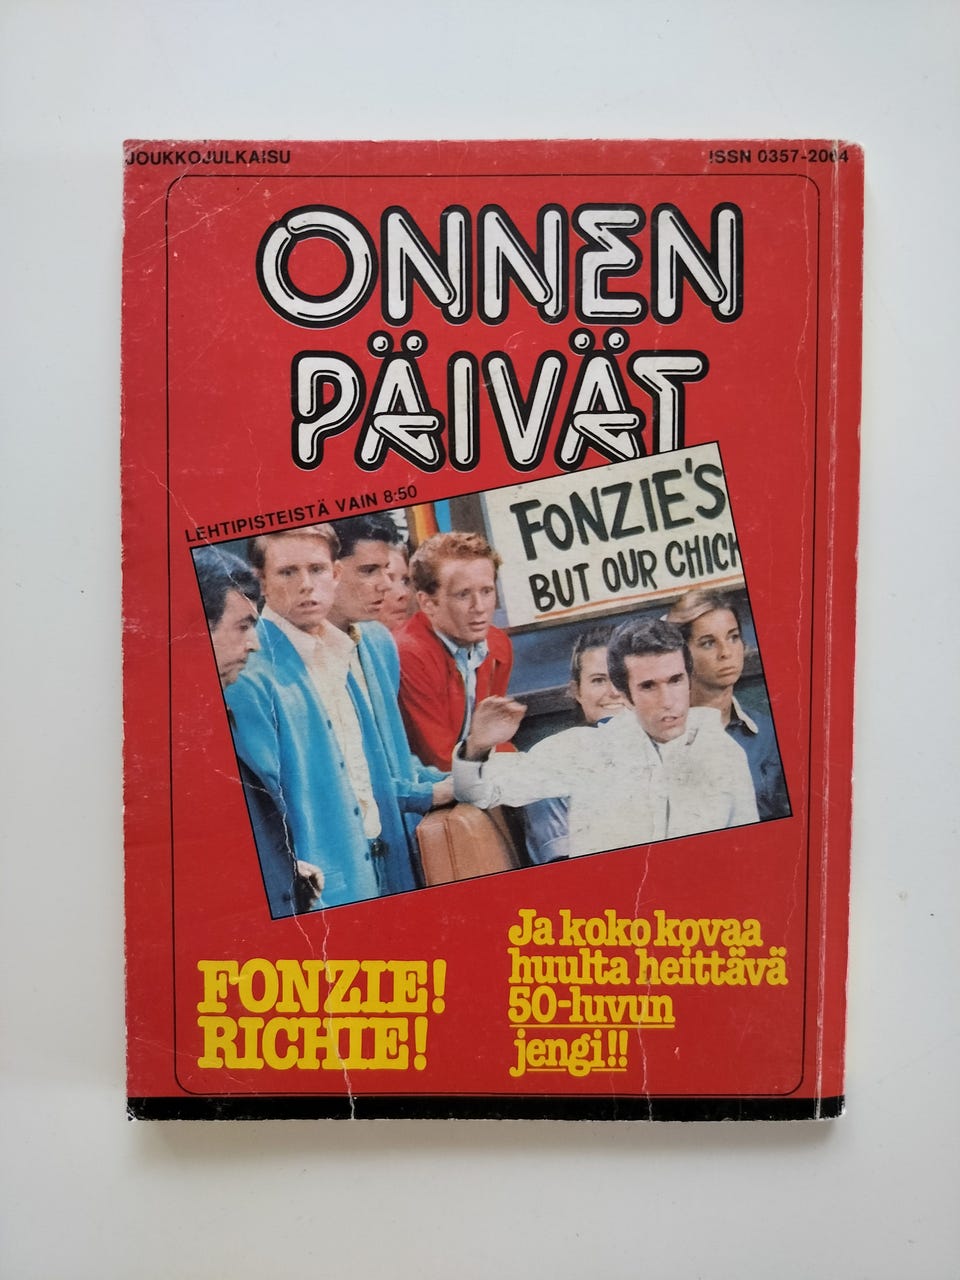 JOUKKOJULKAISU
ISSN 0357-2064
ONNEN
PÄIVÄT
LEHTIPISTEISTÄ VAIN 8:50
FONZIE'S
BUT OUR CHICK
FONZIE!
RICHIE!
Ja koko kovaa
huulta heittävä
50-luvun
jengi!!